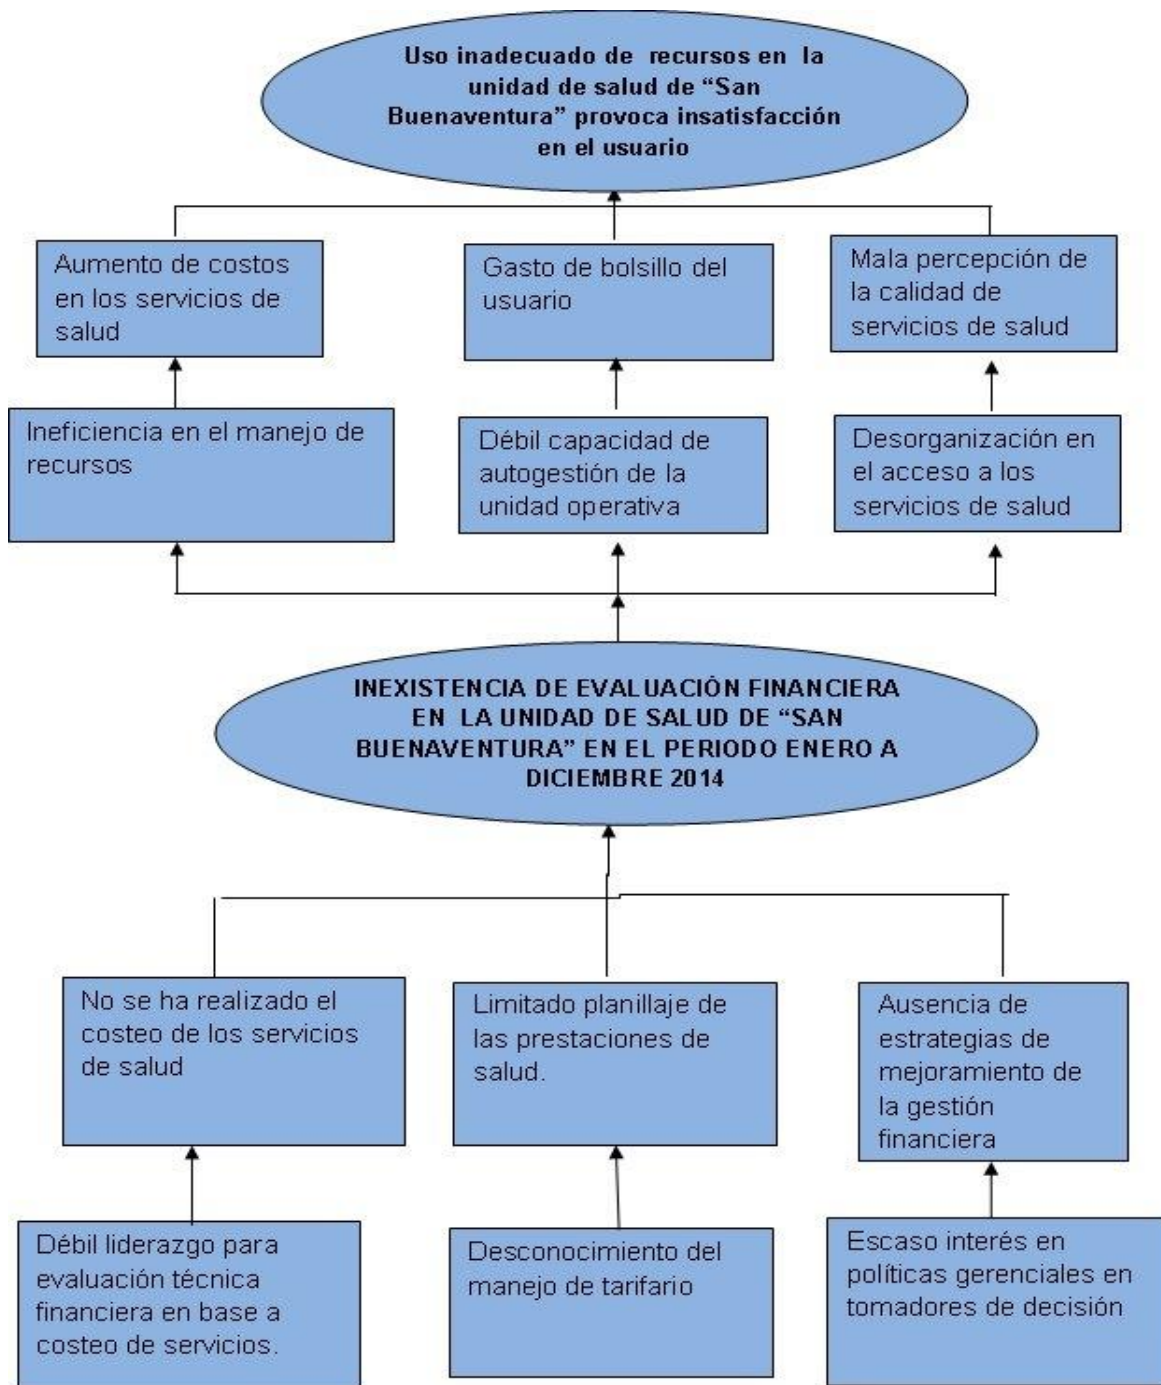 Uso inadecuado de recursos en la
unidad de salud de “San
Buenaventura” provoca insatisfacción
en el usuario
Aumento de costos
en los servicios de
salud
Gasto de bolsillo del
usuario
Mala percepción de
la calidad de
servicios de salud
Ineficiencia en el manejo de
recursos
Débil capacidad de
autogestión de la
unidad operativa
Desorganización en
el acceso a los
servicios de salud
INEXISTENCIA DE EVALUACIÓN FINANCIERA
EN LA UNIDAD DE SALUD DE “SAN
BUENAVENTURA” EN EL PERIODO ENERO A
DICIEMBRE 2014
No se ha realizado el
costeo de los servicios
de salud
Limitado planillaje de
las prestaciones de
salud.
Ausencia de
estrategias de
mejoramiento de
la gestión
financiera
Débil liderazgo para
evaluación técnica
financiera en base a
costeo de servicios.
Desconocimiento del
manejo de tarifario
Escaso interés en
políticas gerenciales en
tomadores de decisión